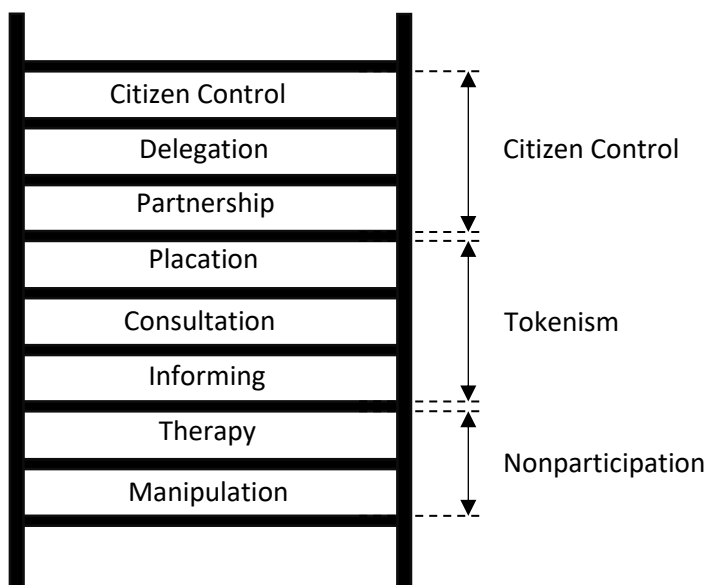 Citizen Control
Delegation
Partnership
Placation
Consultation
Informing
Therapy
Manipulation
Citizen Control
Tokenism
Nonparticipation